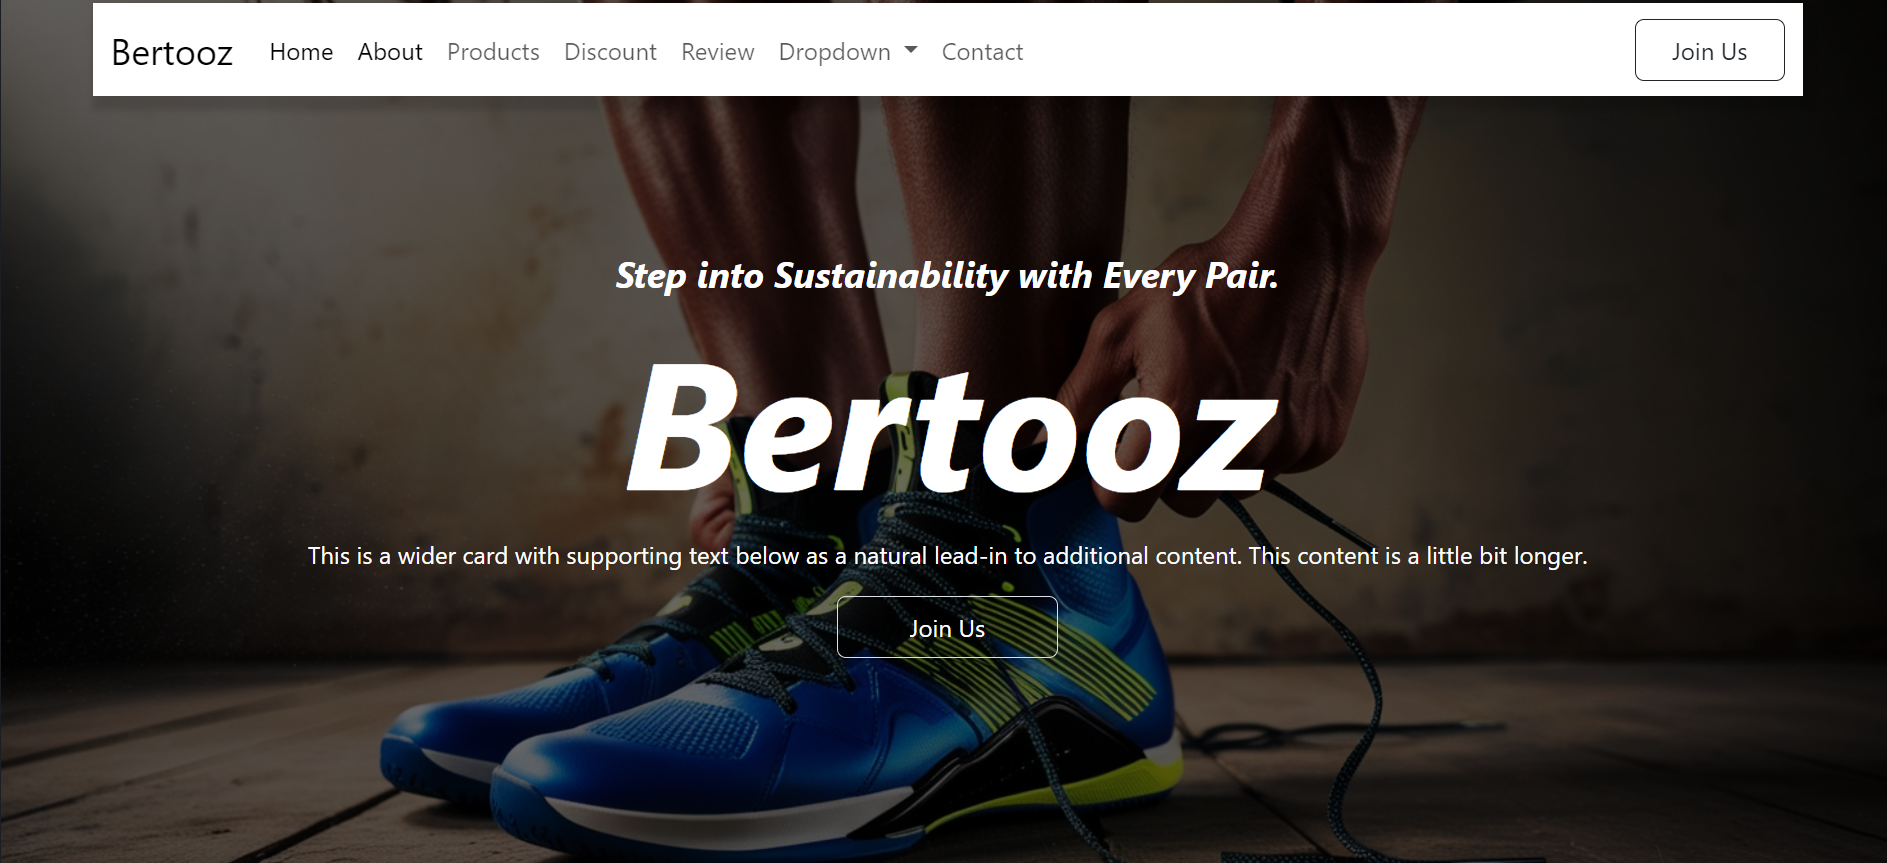 Bertooz Home About Products Discount Review Dropdown Contact Join Us
Step into Sustainability with Every Pair.
Bertooz
This is a wider card with supporting text below as a natural lead-in to additional content. This content is a little bit longer.
Join Us